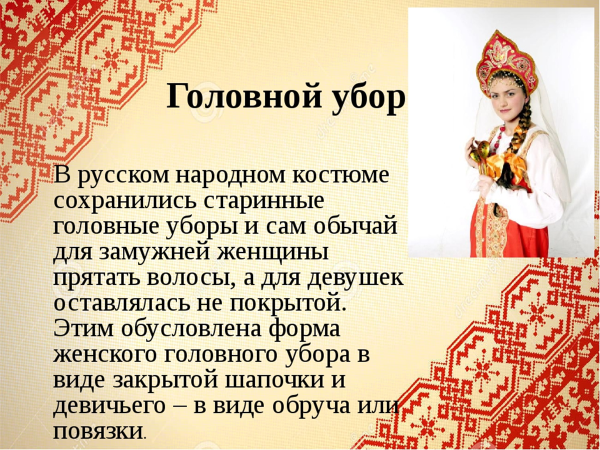 Головной убор
В русском народном костюме
сохранились старинные
головные уборы и сам обычай
для замужней женщины
прятать волосы, а для девушек
оставлялась не покрытой.
Этим обусловлена форма
женского головного убора в
виде закрытой шапочки и
девичьего – в виде обруча или
повязки.